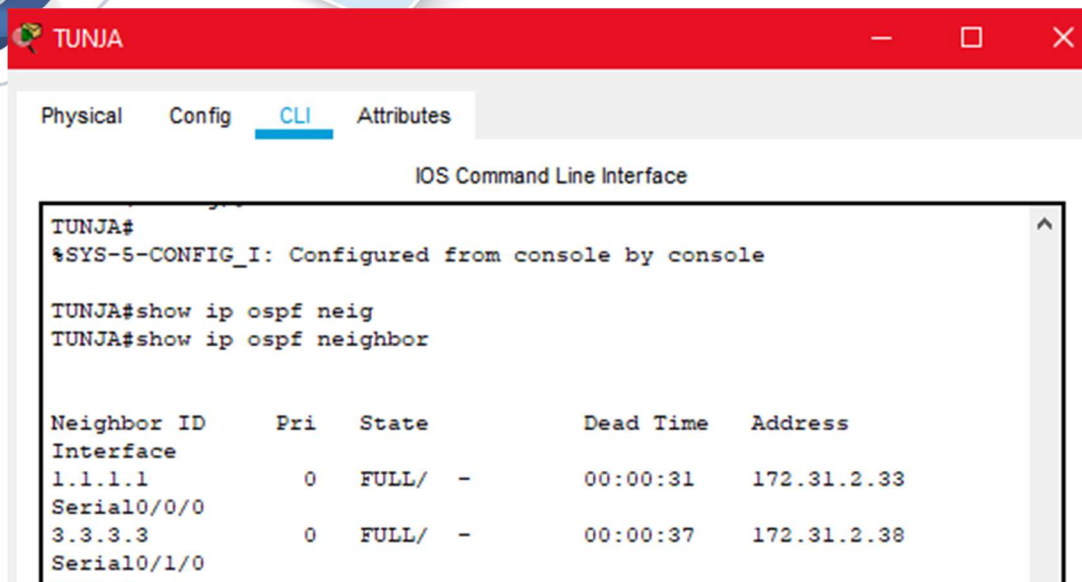 TUNJA
Physical Config CLI Attributes
IOS Command Line Interface
TUNJA#
%SYS-5-CONFIG_I: Configured from console by console
TUNJA#show ip ospf neig
TUNJA#show ip ospf neighbor
Neighbor ID Pri State Dead Time Address
Interface
1.1.1.1 0 FULL/ - 00:00:31 172.31.2.33
Serial0/0/0
3.3.3.3 0 FULL/ - 00:00:37 172.31.2.38
Serial0/1/0